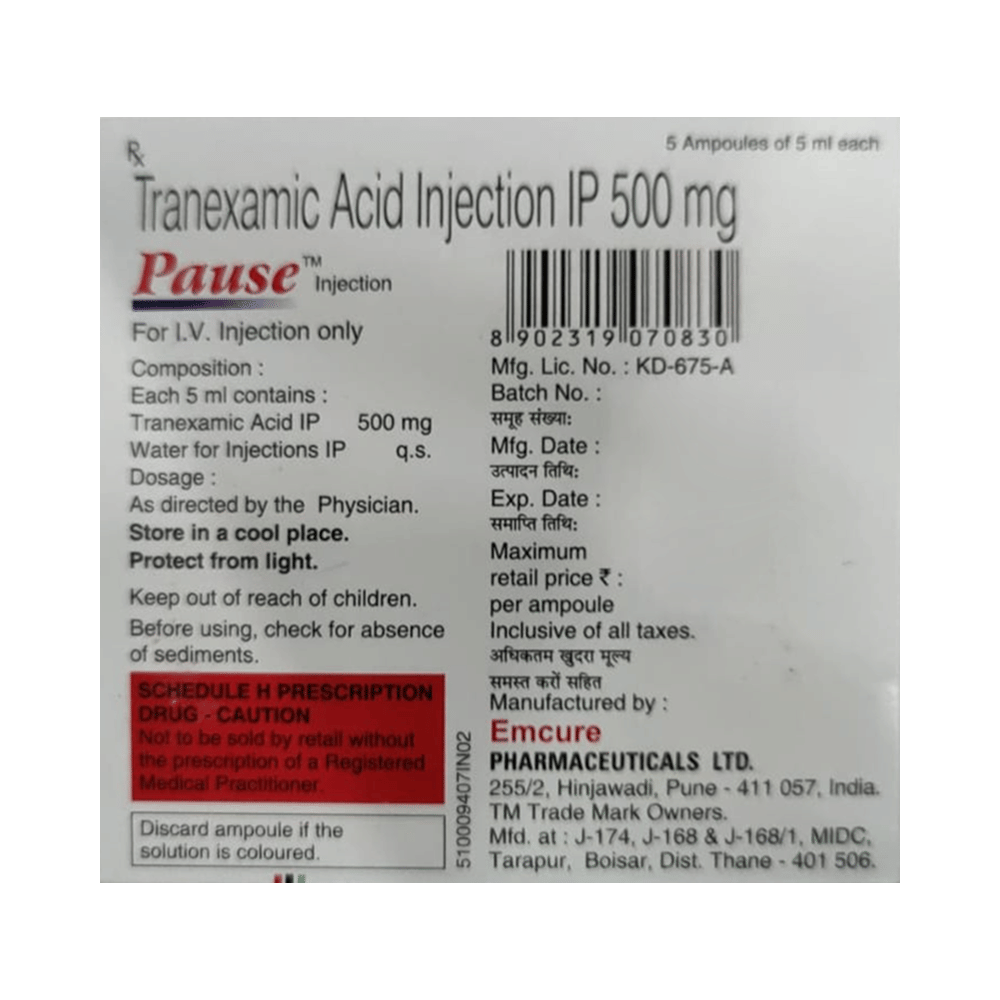 Rx
5 Ampoules of 5 ml each
Tranexamic Acid Injection IP 500 mg
Pause™ Injection
For I.V. Injection only
Composition :
Each 5 ml contains :
Tranexamic Acid IP 500 mg
Water for Injections IP q.s.
Dosage :
As directed by the Physician.
Store in a cool place.
Protect from light.
Keep out of reach of children.
Before using, check for absence
of sediments.
SCHEDULE H PRESCRIPTION
DRUG - CAUTION
Not to be sold by retail without
the prescription of a Registered
Medical Practitioner.
Discard ampoule if the
solution is coloured.
510009407IN02
8 902319 070830
Mfg. Lic. No. : KD-675-A
Batch No. :
समूह संख्या:
Mfg. Date :
उत्पादन तिथि:
Exp. Date :
समाप्ति तिथि:
Maximum
retail price ₹ :
per ampoule
Inclusive of all taxes.
अधिकतम खुदरा मूल्य
समस्त करों सहित
Manufactured by :
Emcure
PHARMACEUTICALS LTD.
255/2, Hinjawadi, Pune - 411 057, India.
TM Trade Mark Owners.
Mfd. at : J-174, J-168 & J-168/1, MIDC,
Tarapur, Boisar, Dist. Thane - 401 506.